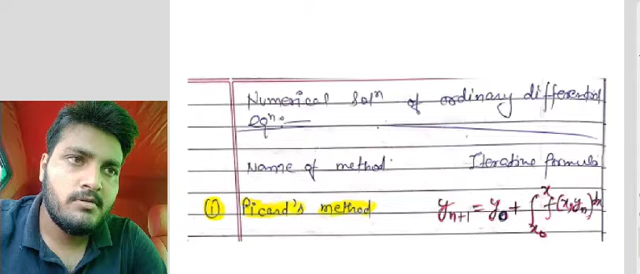 Numerical solⁿ of ordinary differential
eqⁿ:—
Name of method. Iterative formula
① Picard's method yₙ₊₁ = y₀ + ∫ₓ₀ˣ f(x,yₙ)dx